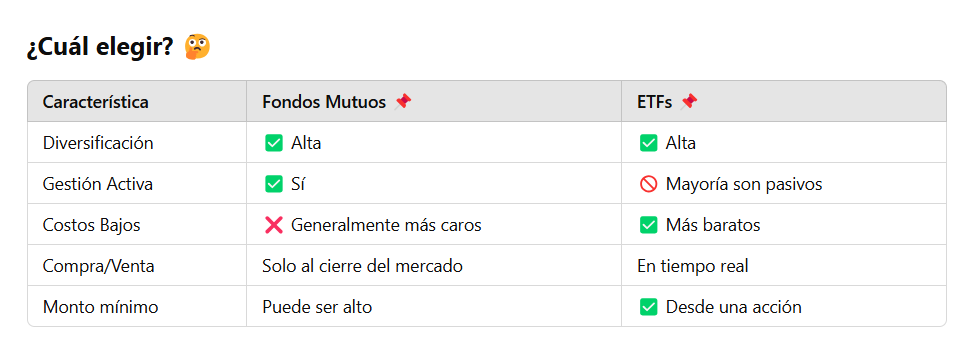 ¿Cuál elegir? 🤔
Característica Fondos Mutuos 📌 ETFs 📌
Diversificación ✅ Alta ✅ Alta
Gestión Activa ✅ Sí 🚫 Mayoría son pasivos
Costos Bajos ❌ Generalmente más caros ✅ Más baratos
Compra/Venta Solo al cierre del mercado En tiempo real
Monto mínimo Puede ser alto ✅ Desde una acción